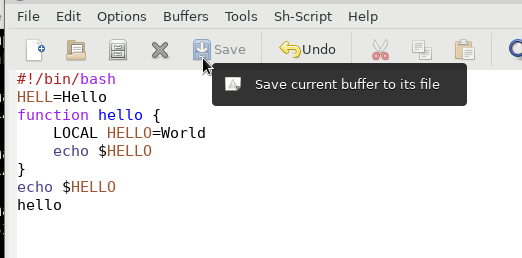 File Edit Options Buffers Tools Sh-Script Help
Save Undo
Save current buffer to its file
#!/bin/bash
HELL=Hello
function hello {
    LOCAL HELLO=World
    echo $HELLO
}
echo $HELLO
hello